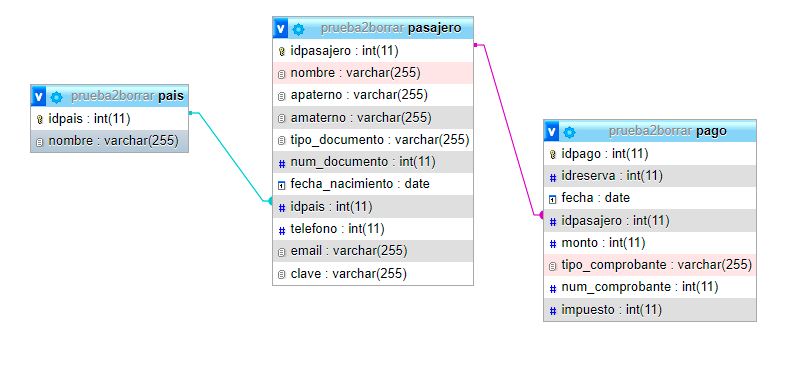 prueba2borrar pais
idpais : int(11)
nombre : varchar(255)
prueba2borrar pasajero
idpasajero : int(11)
nombre : varchar(255)
apaterno : varchar(255)
amaterno : varchar(255)
tipo_documento : varchar(255)
num_documento : int(11)
fecha_nacimiento : date
idpais : int(11)
telefono : int(11)
email : varchar(255)
clave : varchar(255)
prueba2borrar pago
idpago : int(11)
idreserva : int(11)
fecha : date
idpasajero : int(11)
monto : int(11)
tipo_comprobante : varchar(255)
num_comprobante : int(11)
impuesto : int(11)